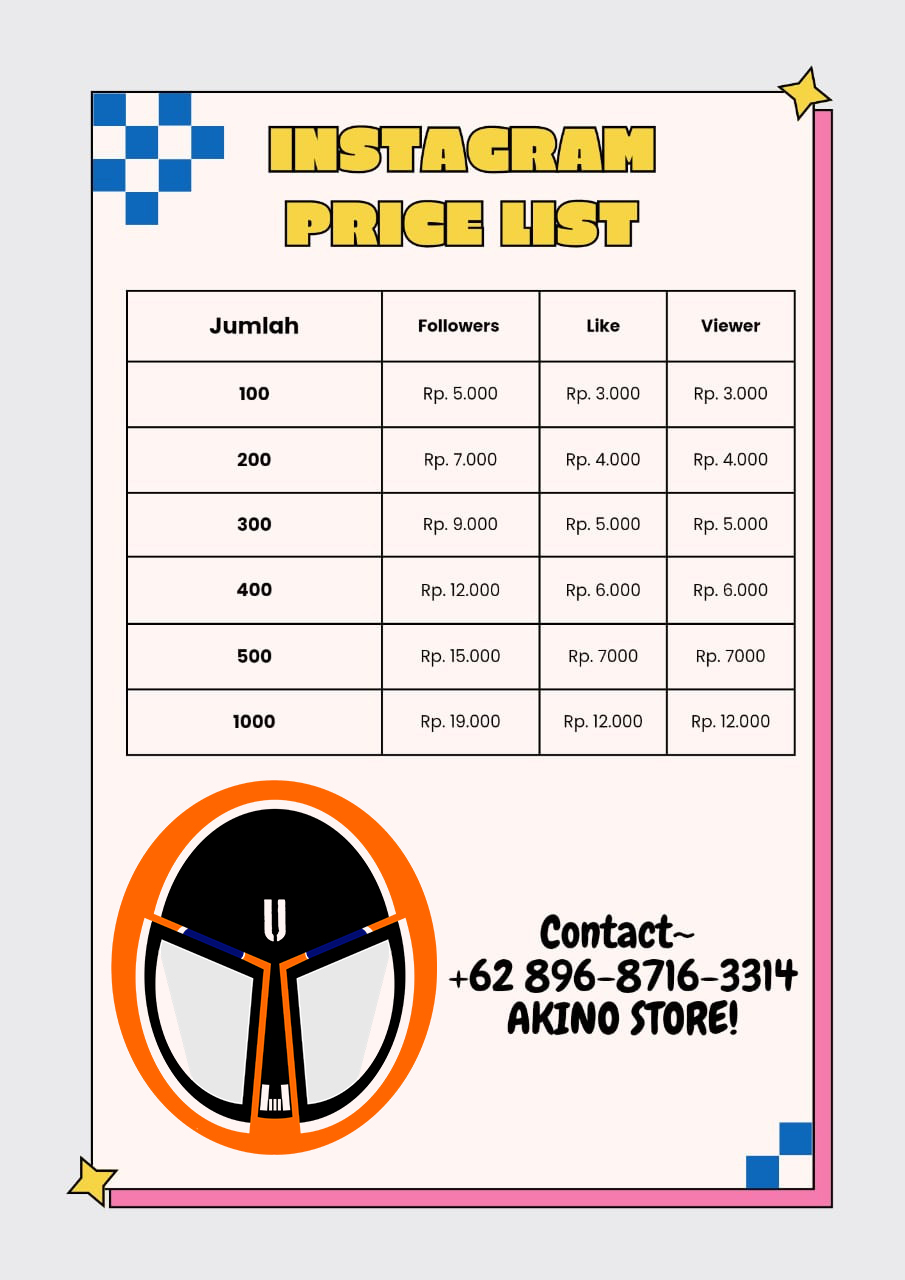 INSTAGRAM
PRICE LIST
Jumlah Followers Like Viewer
100 Rp. 5.000 Rp. 3.000 Rp. 3.000
200 Rp. 7.000 Rp. 4.000 Rp. 4.000
300 Rp. 9.000 Rp. 5.000 Rp. 5.000
400 Rp. 12.000 Rp. 6.000 Rp. 6.000
500 Rp. 15.000 Rp. 7000 Rp. 7000
1000 Rp. 19.000 Rp. 12.000 Rp. 12.000
Contact~
+62 896-8716-3314
AKINO STORE!